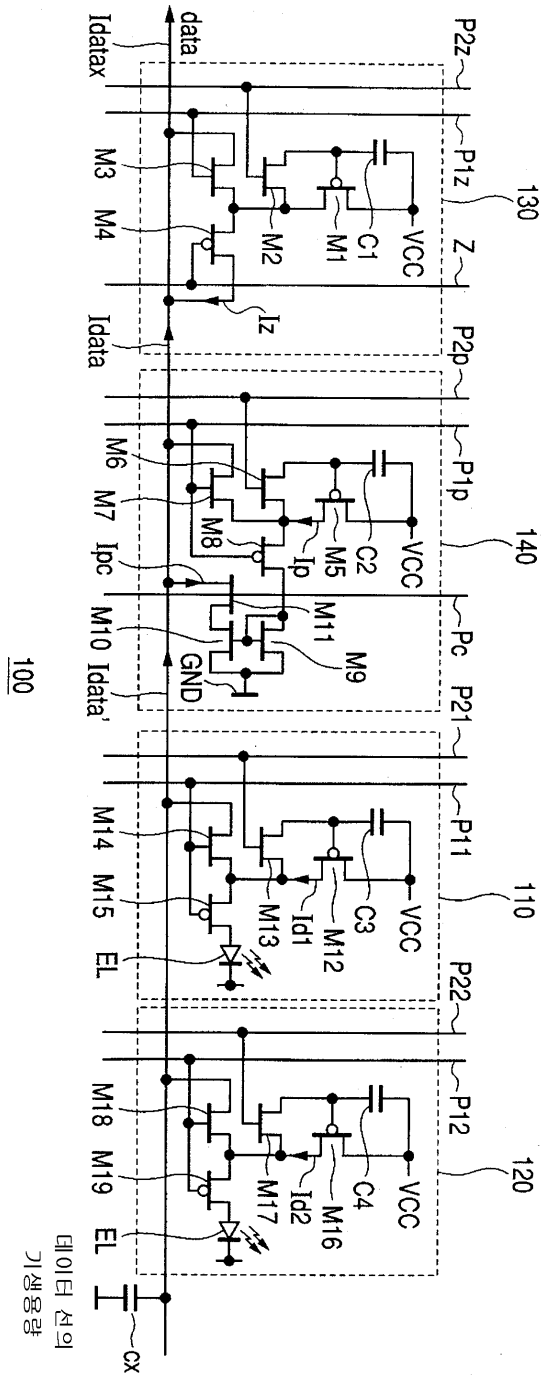 P2z
P1z
130
Z
P2p
P1p
140
Pc
P21
P11
110
P22
P12
120
VCC
C1
M1
M2
M3
M4
Iz
VCC
C2
M5
Ip
M6
M7
M8
Ipc
M11
M10
M9
GND
VCC
C3
M12
Id1
M13
M14
M15
EL
VCC
C4
M16
Id2
M17
M18
M19
EL
data
Idatax
Idata
Idata'
cx
데이터 선의
기생용량
100